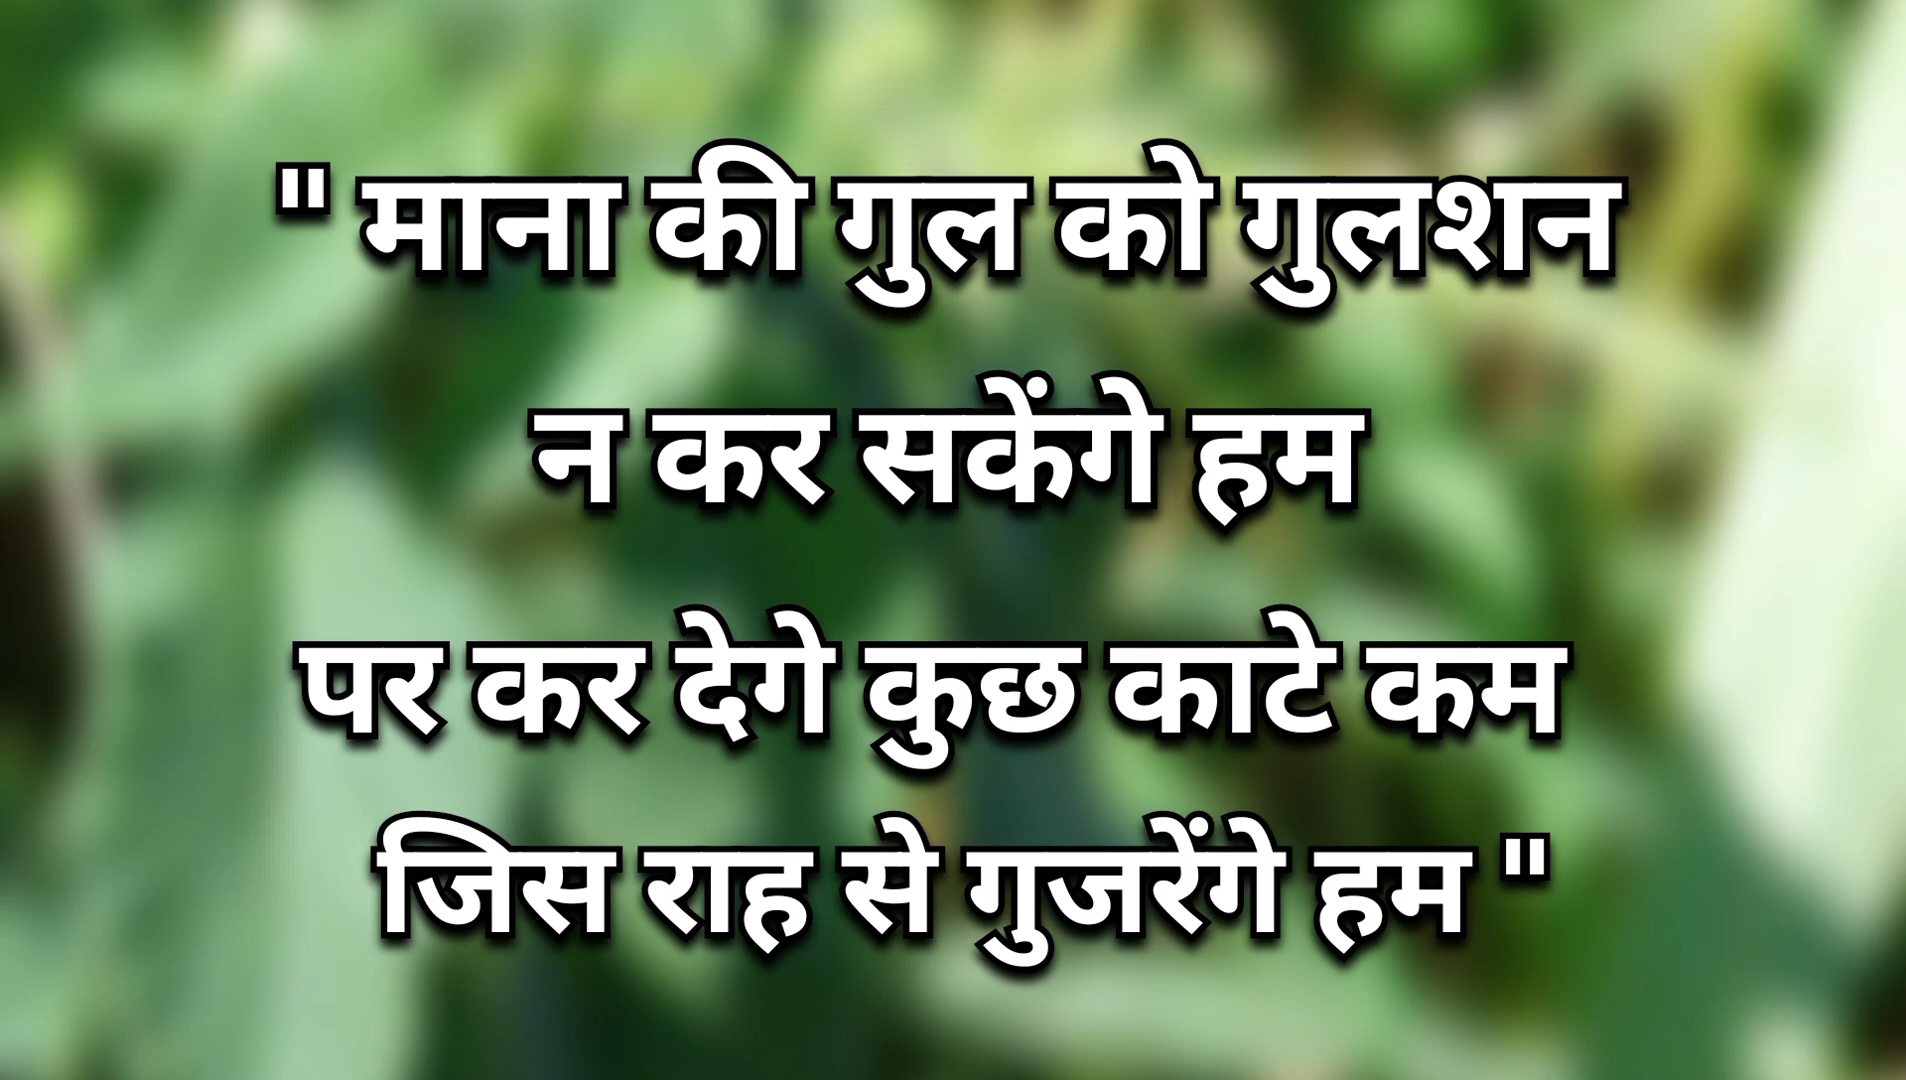 " माना की गुल को गुलशन
न कर सकेंगे हम
पर कर देगे कुछ काटे कम
जिस राह से गुजरेंगे हम "